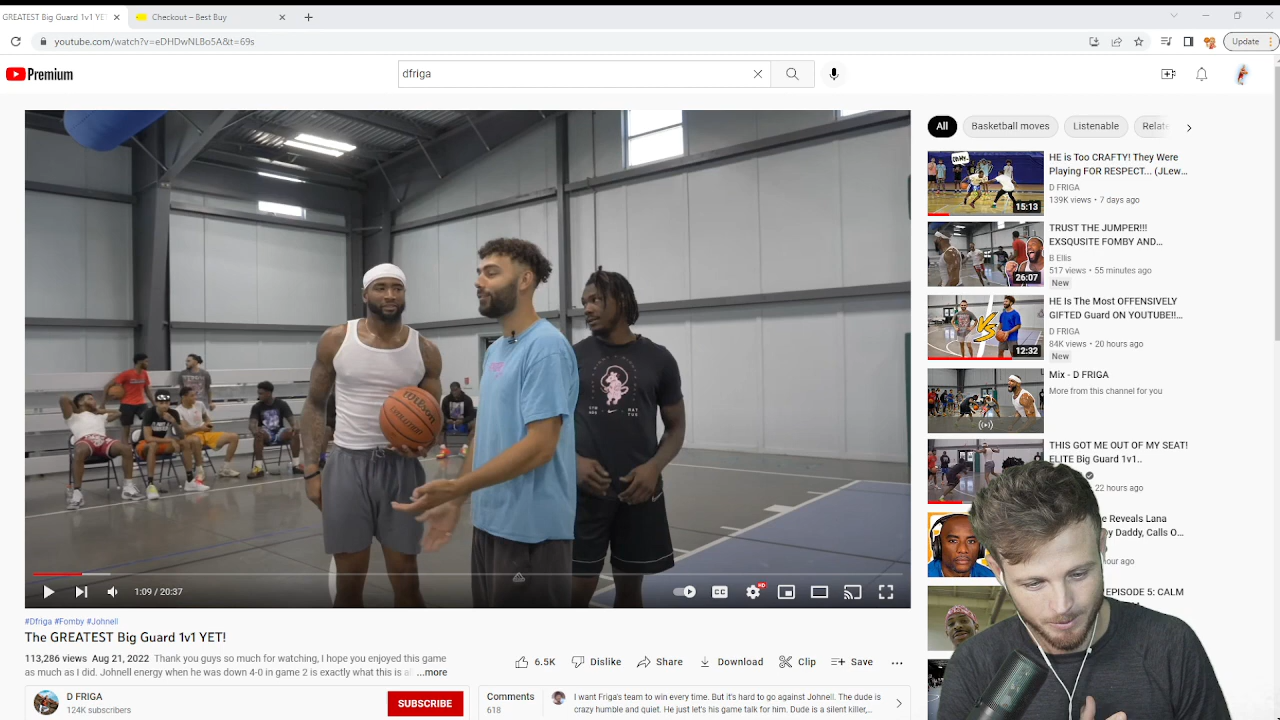 GREATEST Big Guard 1v1 YET
Checkout – Best Buy
youtube.com/watch?v=eDHDwNLBo5A&t=69s
Update
Premium
dfriga
All
Basketball moves
Listenable
Relate
HE is Too CRAFTY! They Were
Playing FOR RESPECT... (JLew...
D FRIGA
139K views • 7 days ago
15:13
TRUST THE JUMPER!!!
EXSQUSITE FOMBY AND...
B Ellis
517 views • 55 minutes ago
New
26:07
HE Is The Most OFFENSIVELY
GIFTED Guard ON YOUTUBE!!...
D FRIGA
84K views • 20 hours ago
New
VS
12:32
Mix - D FRIGA
More from this channel for you
THIS GOT ME OUT OF MY SEAT!
ELITE Big Guard 1v1..
22 hours ago
e Reveals Lana
y Daddy, Calls O...
our ago
EPISODE 5: CALM
1:09 / 20:37
CC
HD
#Dfriga #Fomby #Johnell
The GREATEST Big Guard 1v1 YET!
113,286 views Aug 21, 2022 Thank you guys so much for watching, I hope you enjoyed this game
as much as I did. Johnell energy when he was down 4-0 in game 2 is exactly what this is a ...more
6.5K
Dislike
Share
Download
Clip
Save
D FRIGA
124K subscribers
SUBSCRIBE
Comments
618
I want Friga's team to win every time. But it's hard to go against Johnell. The dude is
crazy humble and quiet. He just let's his game talk for him. Dude is a silent killer,...